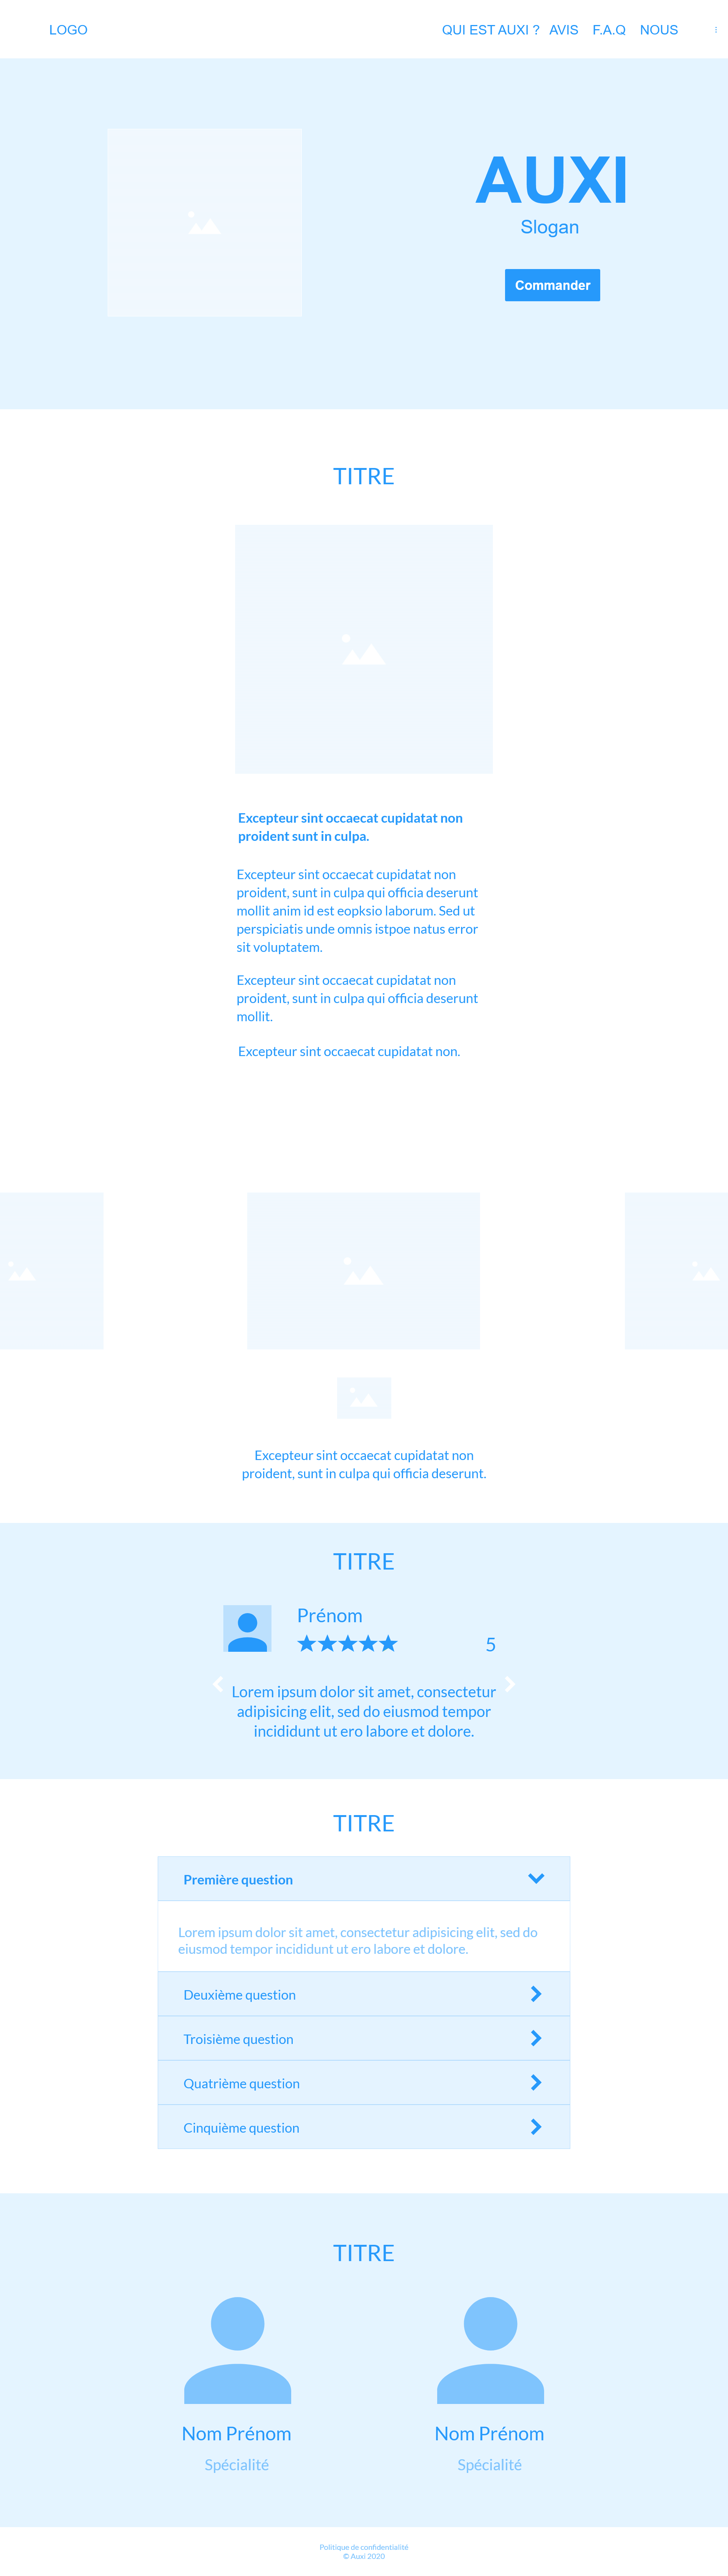 LOGO
QUI EST AUXI ? AVIS F.A.Q NOUS
AUXI
Slogan
Commander
TITRE
Excepteur sint occaecat cupidatat non
proident sunt in culpa.
Excepteur sint occaecat cupidatat non
proident, sunt in culpa qui officia deserunt
mollit anim id est eopksio laborum. Sed ut
perspiciatis unde omnis istpoe natus error
sit voluptatem.
Excepteur sint occaecat cupidatat non
proident, sunt in culpa qui officia deserunt
mollit.
Excepteur sint occaecat cupidatat non.
Excepteur sint occaecat cupidatat non
proident, sunt in culpa qui officia deserunt.
TITRE
Prénom
5
Lorem ipsum dolor sit amet, consectetur
adipisicing elit, sed do eiusmod tempor
incididunt ut ero labore et dolore.
TITRE
Première question
Lorem ipsum dolor sit amet, consectetur adipisicing elit, sed do
eiusmod tempor incididunt ut ero labore et dolore.
Deuxième question
Troisième question
Quatrième question
Cinquième question
TITRE
Nom Prénom
Spécialité
Nom Prénom
Spécialité
Politique de confidentialité
© Auxi 2020